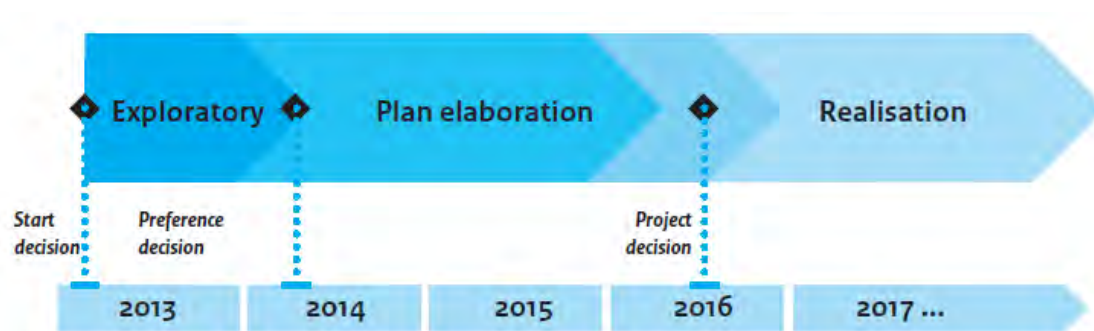 Exploratory
Plan elaboration
Realisation
Start
decision
Preference
decision
Project
decision
2013
2014
2015
2016
2017 ...